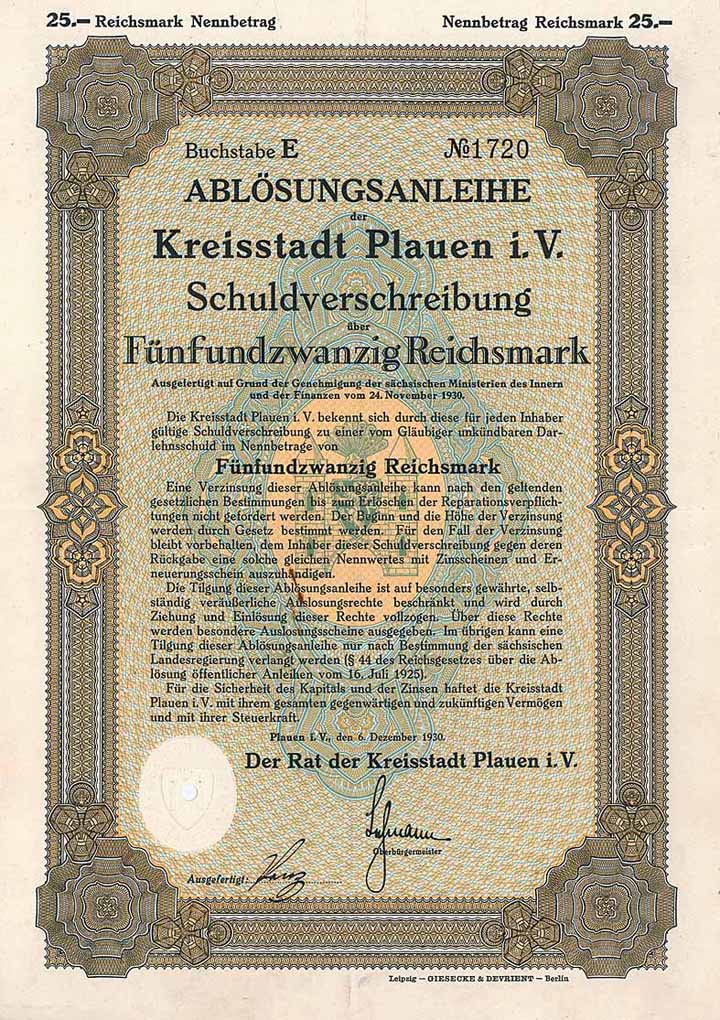 25.— Reichsmark Nennbetrag Nennbetrag Reichsmark 25.—
Buchstabe E № 1720
ABLÖSUNGSANLEIHE
der
Kreisstadt Plauen i. V.
Schuldverschreibung
über
Fünfundzwanzig Reichsmark
Ausgefertigt auf Grund der Genehmigung der sächsischen Ministerien des Innern
und der Finanzen vom 24. November 1930.
Die Kreisstadt Plauen i. V. bekennt sich durch diese für jeden Inhaber
gültige Schuldverschreibung zu einer vom Gläubiger unkündbaren Dar-
lehnsschuld im Nennbetrage von
Fünfundzwanzig Reichsmark
Eine Verzinsung dieser Ablösungsanleihe kann nach den geltenden
gesetzlichen Bestimmungen bis zum Erlöschen der Reparationsverpflich-
tungen nicht gefordert werden. Der Beginn und die Höhe der Verzinsung
werden durch Gesetz bestimmt werden. Für den Fall der Verzinsung
bleibt vorbehalten, dem Inhaber dieser Schuldverschreibung gegen deren
Rückgabe eine solche gleichen Nennwertes mit Zinsscheinen und Er-
neuerungsschein auszuhändigen.
Die Tilgung dieser Ablösungsanleihe ist auf besonders gewährte, selb-
ständig veräußerliche Auslosungsrechte beschränkt und wird durch
Ziehung und Einlösung dieser Rechte vollzogen. Über diese Rechte
werden besondere Auslosungsscheine ausgegeben. Im übrigen kann eine
Tilgung dieser Ablösungsanleihe nur nach Bestimmung der sächsischen
Landesregierung verlangt werden (§ 44 des Reichsgesetzes über die Ab-
lösung öffentlicher Anleihen vom 16. Juli 1925).
Für die Sicherheit des Kapitals und der Zinsen haftet die Kreisstadt
Plauen i. V. mit ihrem gesamten gegenwärtigen und zukünftigen Vermögen
und mit ihrer Steuerkraft.
Plauen i. V., den 6. Dezember 1930.
Der Rat der Kreisstadt Plauen i. V.
Oberbürgermeister
Ausgefertigt:
Leipzig — GIESECKE & DEVRIENT — Berlin